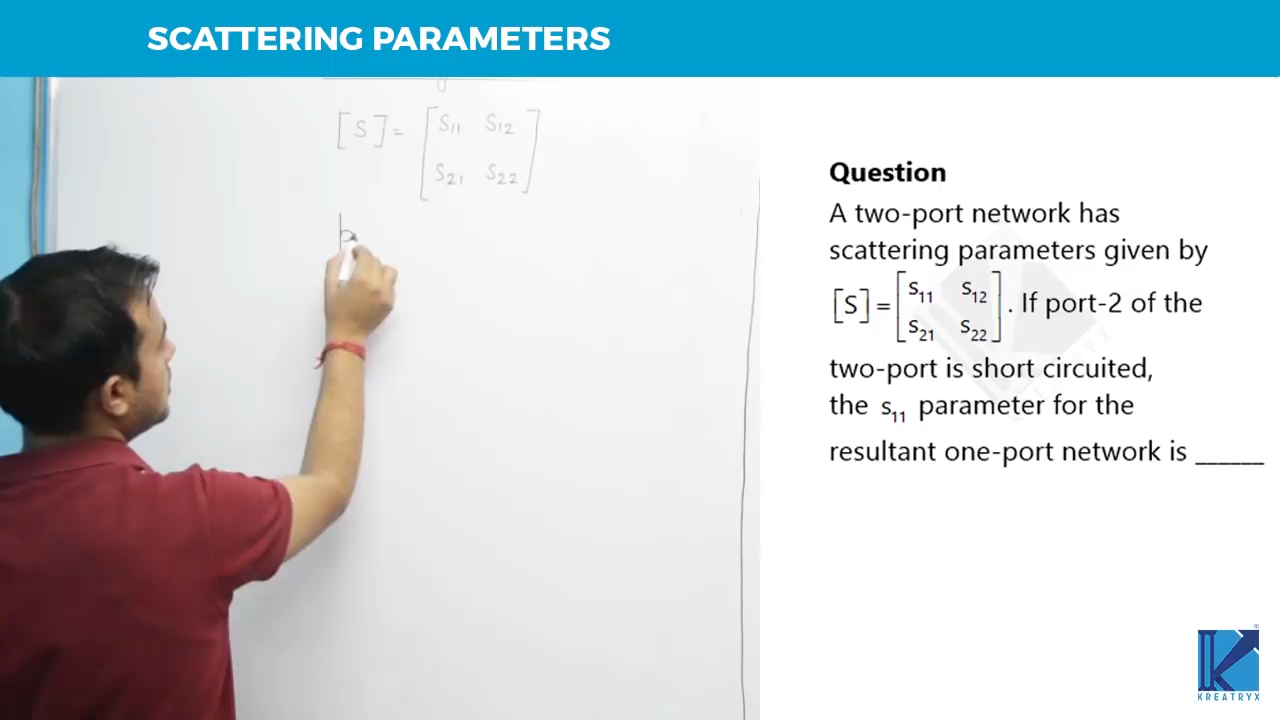 SCATTERING PARAMETERS
[S] = [S11 S12
S21 S22]
Question
A two-port network has
scattering parameters given by
[S] = [s11 s12
s21 s22]. If port-2 of the
two-port is short circuited,
the s11 parameter for the
resultant one-port network is ______
KREATRYX